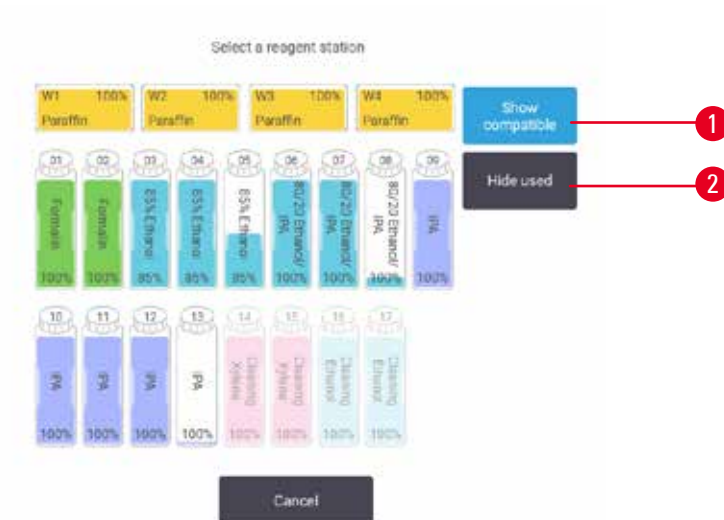 Select a reagent station
W1 100% W2 100% W3 100% W4 100%
Paraffin Paraffin Paraffin Paraffin
Show
compatible
1
Hide used
2
01 02 03 04 05 06 07 08 09
Formalin
Formalin
85% Ethanol
85% Ethanol
85% Ethanol
80/20 Ethanol/
IPA
80/20 Ethanol/
IPA
80/20 Ethanol/
IPA
IPA
100% 100% 85% 85% 85% 100% 100% 100% 100%
10 11 12 13 14 15 16 17
IPA
IPA
IPA
IPA
Cleaning
Xylene
Cleaning
Xylene
Cleaning
Ethanol
Cleaning
Ethanol
100% 100% 100% 100% 100% 100% 100% 100%
Cancel